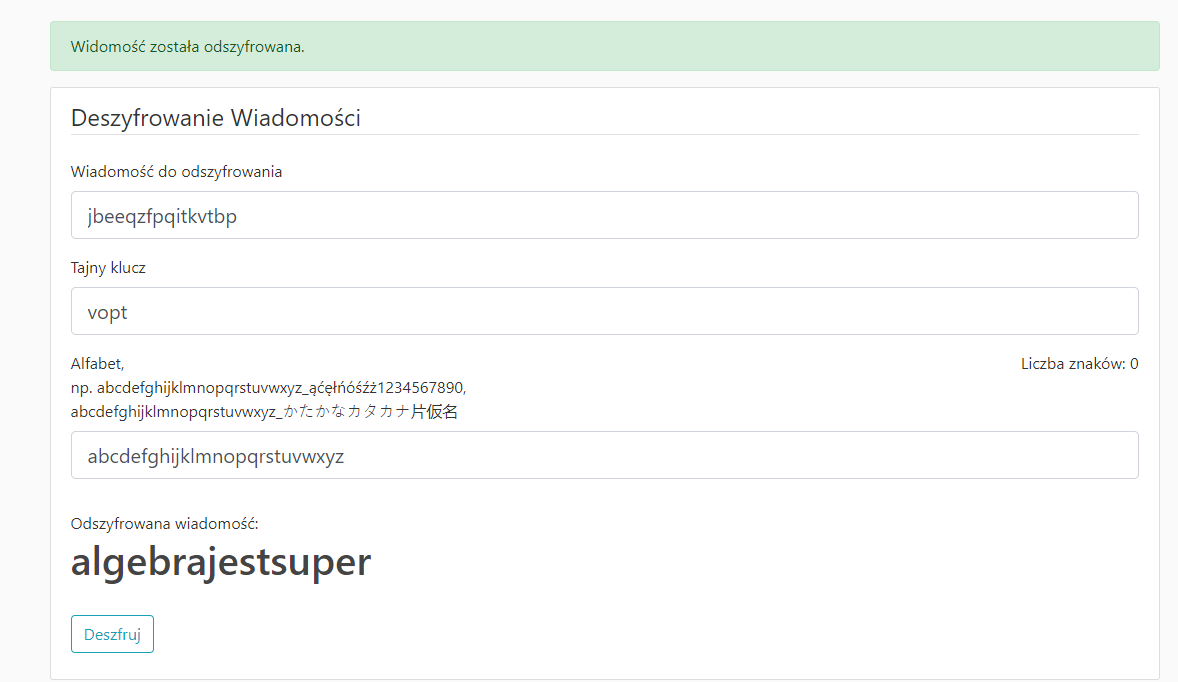 Widomość została odszyfrowana.
Deszyfrowanie Wiadomości
Wiadomość do odszyfrowania
jbeeqzfpqitkvtbp
Tajny klucz
vopt
Alfabet,
Liczba znaków: 0
np. abcdefghijklmnopqrstuvwxyz_ąćęłńóśźż1234567890,
abcdefghijklmnopqrstuvwxyz_かたかなカタカナ片仮名
abcdefghijklmnopqrstuvwxyz
Odszyfrowana wiadomość:
algebrajestsuper
Deszfruj